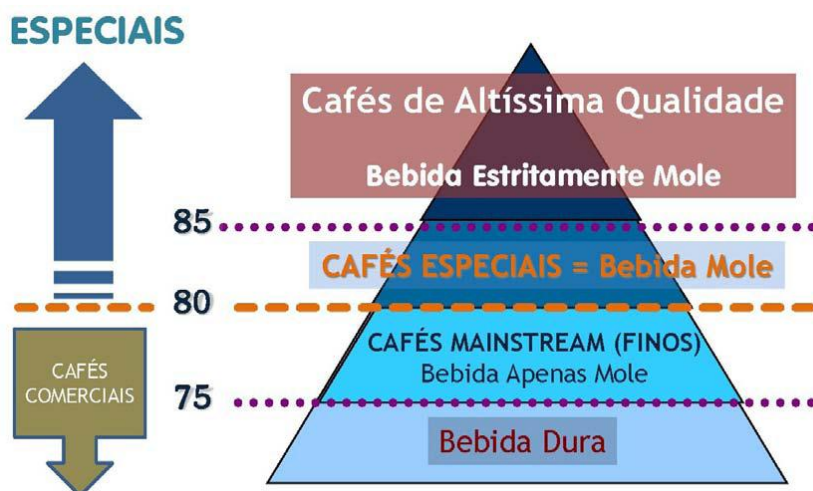 ESPECIAIS
Cafés de Altíssima Qualidade
Bebida Estritamente Mole
85
CAFÉS ESPECIAIS = Bebida Mole
80
CAFÉS MAINSTREAM (FINOS)
Bebida Apenas Mole
CAFÉS
COMERCIAIS
75
Bebida Dura